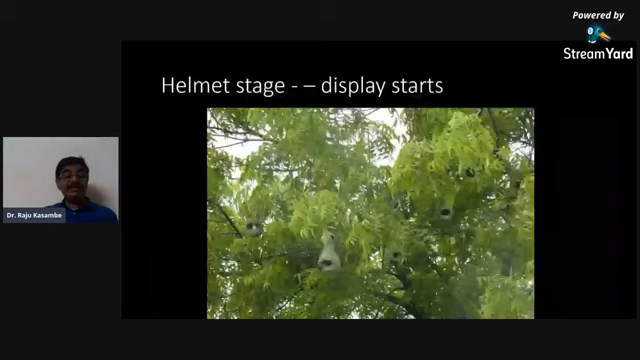 Powered by
StreamYard
Helmet stage - – display starts
Dr. Raju Kasambe